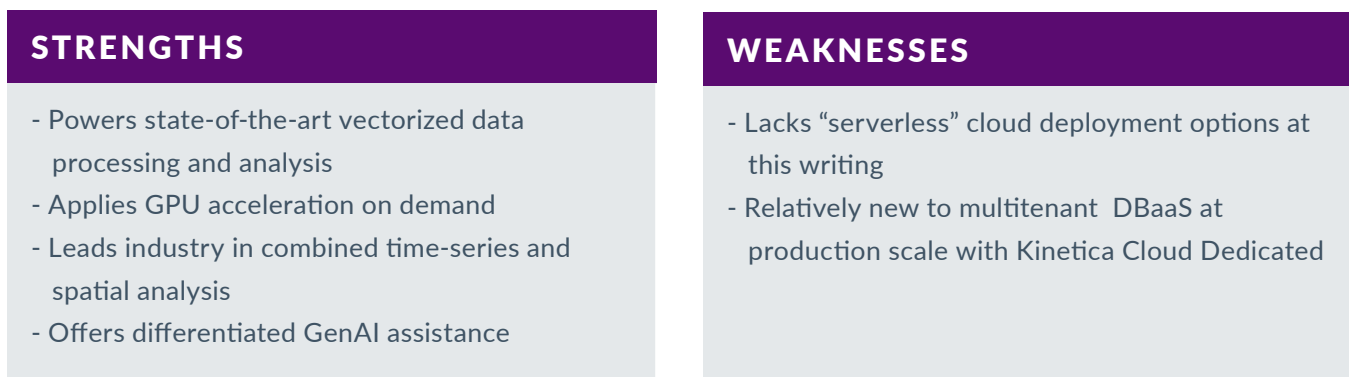 STRENGTHS
- Powers state-of-the-art vectorized data
processing and analysis
- Applies GPU acceleration on demand
- Leads industry in combined time-series and
spatial analysis
- Offers differentiated GenAI assistance
WEAKNESSES
- Lacks “serverless” cloud deployment options at
this writing
- Relatively new to multitenant  DBaaS at
production scale with Kinetica Cloud Dedicated